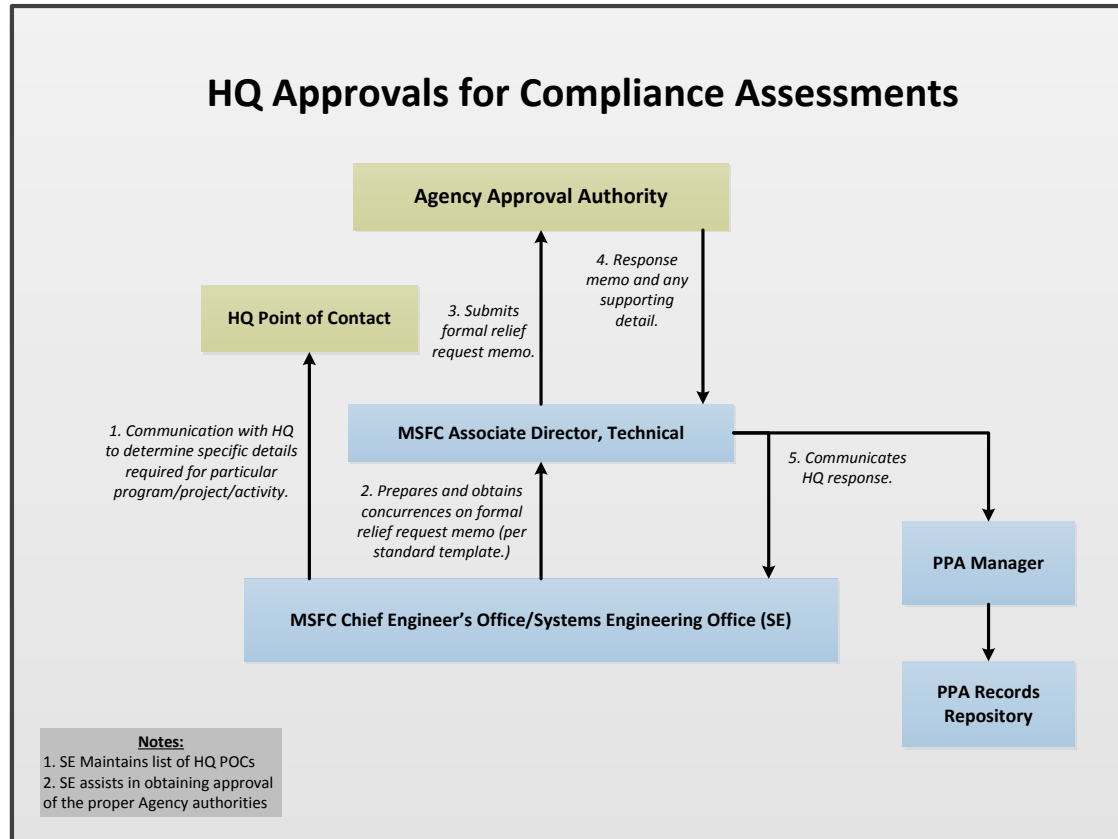 HQ Approvals for Compliance Assessments
Agency Approval Authority
4. Response
memo and any
supporting
detail.
3. Submits
formal relief
request memo.
HQ Point of Contact
1. Communication with HQ
to determine specific details
required for particular
program/project/activity.
MSFC Associate Director, Technical
5. Communicates
HQ response.
2. Prepares and obtains
concurrences on formal
relief request memo (per
standard template.)
PPA Manager
MSFC Chief Engineer’s Office/Systems Engineering Office (SE)
PPA Records
Repository
Notes:
1. SE Maintains list of HQ POCs
2. SE assists in obtaining approval
of the proper Agency authorities